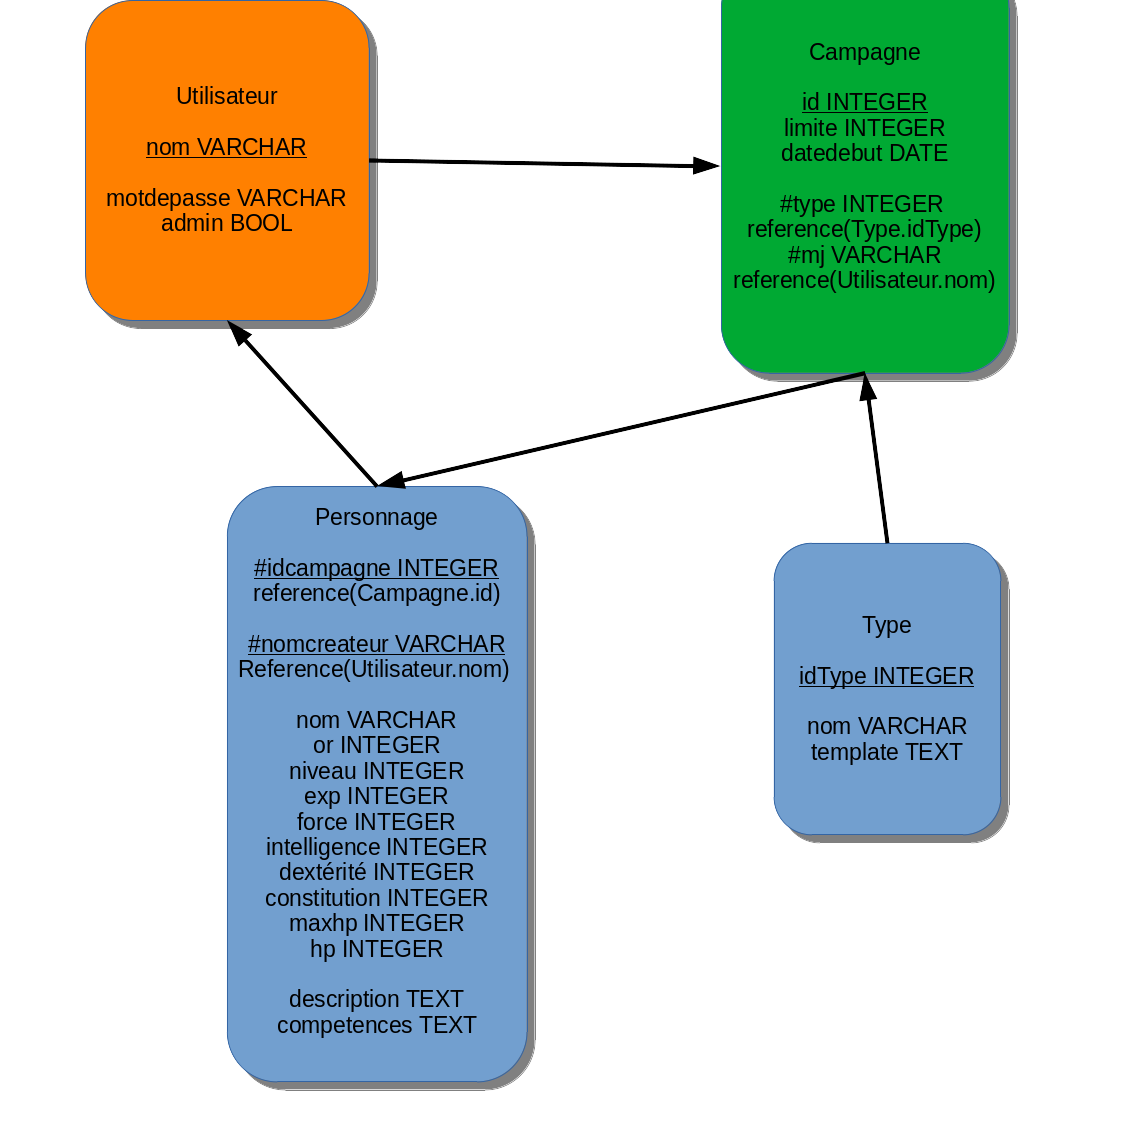 Utilisateur
nom VARCHAR
motdepasse VARCHAR
admin BOOL
Campagne
id INTEGER
limite INTEGER
datedebut DATE
#type INTEGER
reference(Type.idType)
#mj VARCHAR
reference(Utilisateur.nom)
Personnage
#idcampagne INTEGER
reference(Campagne.id)
#nomcreateur VARCHAR
Reference(Utilisateur.nom)
nom VARCHAR
or INTEGER
niveau INTEGER
exp INTEGER
force INTEGER
intelligence INTEGER
dextérité INTEGER
constitution INTEGER
maxhp INTEGER
hp INTEGER
description TEXT
competences TEXT
Type
idType INTEGER
nom VARCHAR
template TEXT